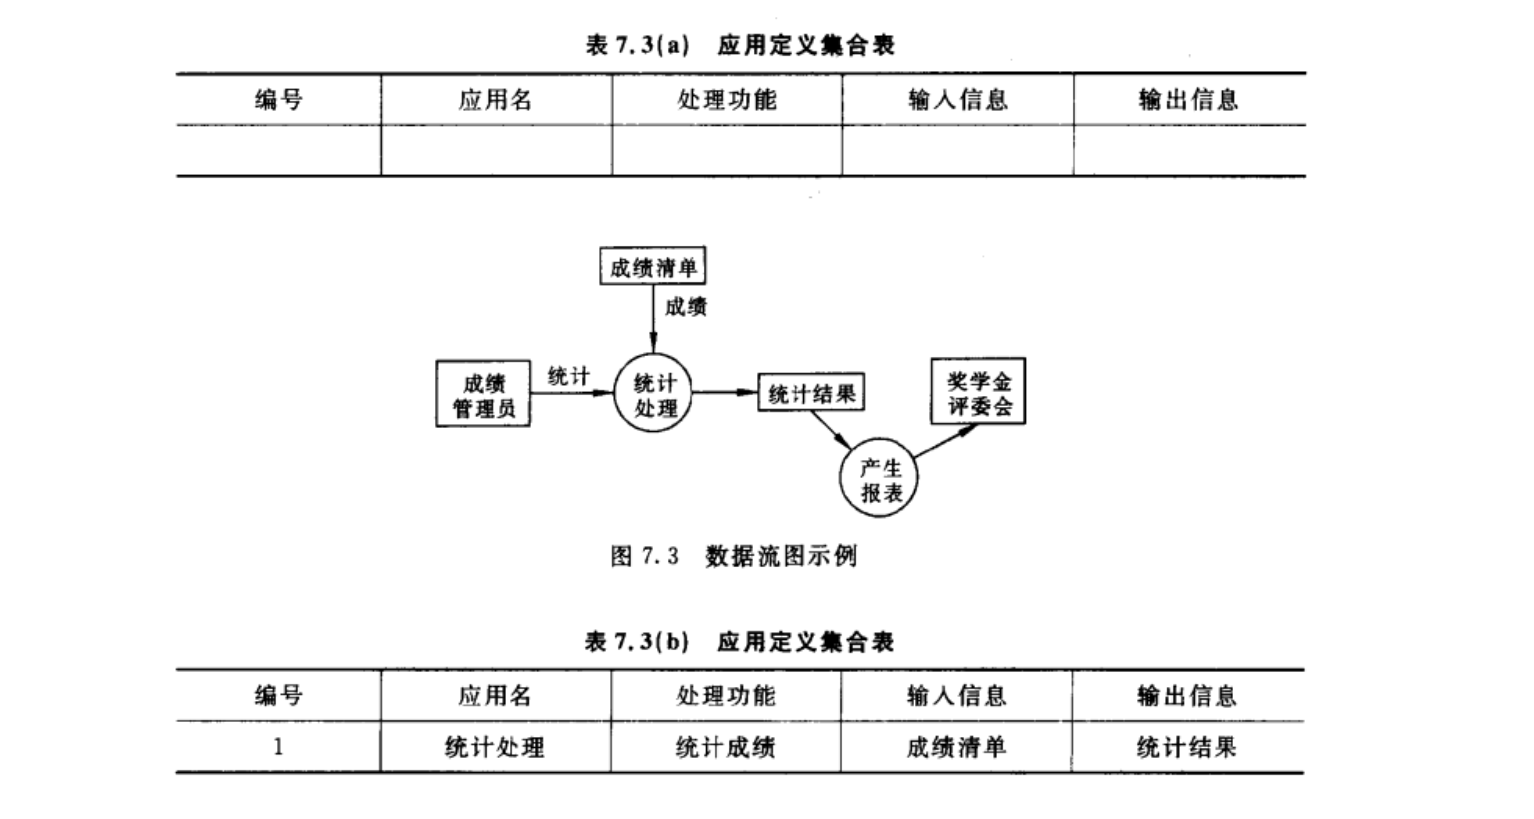 表 7.3(a) 应用定义集合表
编号 应用名 处理功能 输入信息 输出信息
成绩清单
成绩
成绩
管理员
统计
统计
处理
统计结果
奖学金
评委会
产生
报表
图 7.3 数据流图示例
表 7.3(b) 应用定义集合表
编号 应用名 处理功能 输入信息 输出信息
1 统计处理 统计成绩 成绩清单 统计结果